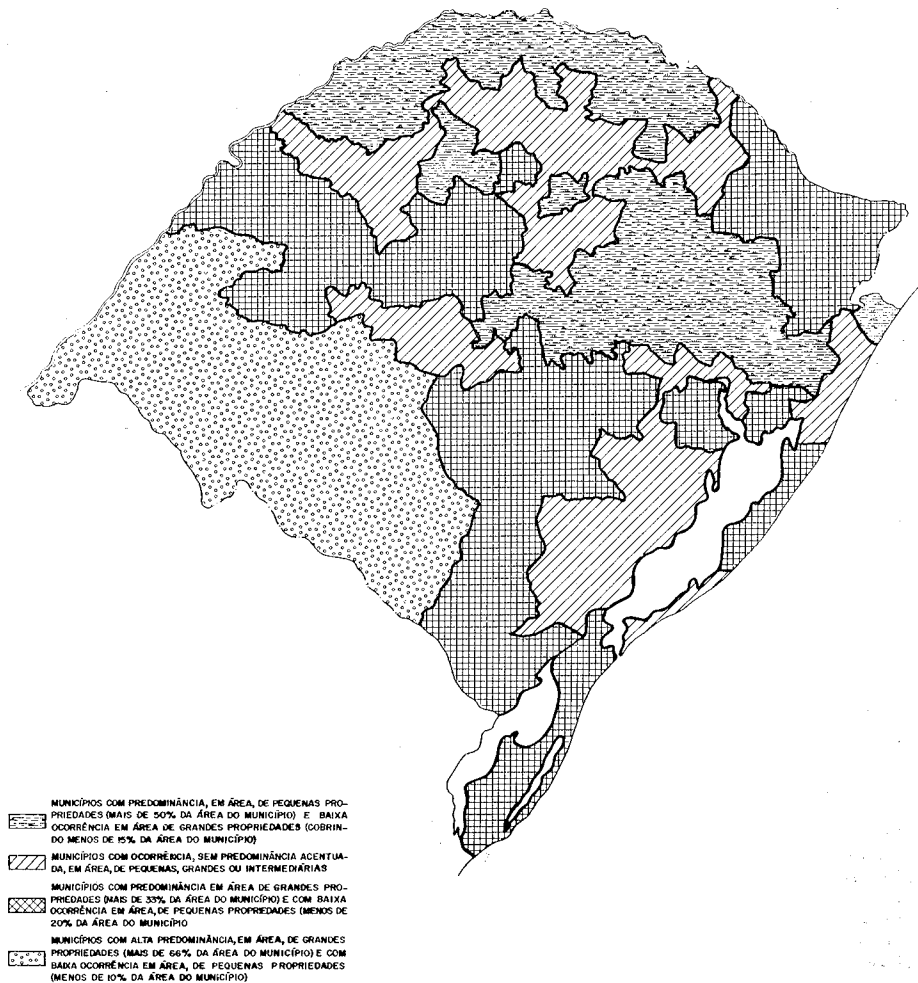 MUNICÍPIOS COM PREDOMINÂNCIA, EM ÁREA, DE PEQUENAS PRO-
PRIEDADES (MAIS DE 50% DA ÁREA DO MUNICÍPIO) E BAIXA
OCORRÊNCIA EM ÁREA DE GRANDES PROPRIEDADES (COBRIN-
DO MENOS DE 15% DA ÁREA DO MUNICÍPIO)
MUNICÍPIOS COM OCORRÊNCIA, SEM PREDOMINÂNCIA ACENTUA-
DA, EM ÁREA, DE PEQUENAS, GRANDES OU INTERMEDIÁRIAS
MUNICÍPIOS COM PREDOMINÂNCIA EM ÁREA DE GRANDES PRO-
PRIEDADES (MAIS DE 33% DA ÁREA DO MUNICÍPIO) E COM BAIXA
OCORRÊNCIA EM ÁREA, DE PEQUENAS PROPRIEDADES (MENOS DE
20% DA ÁREA DO MUNICÍPIO
MUNICÍPIOS COM ALTA PREDOMINÂNCIA, EM ÁREA, DE GRANDES
PROPRIEDADES (MAIS DE 66% DA ÁREA DO MUNICÍPIO) E COM
BAIXA OCORRÊNCIA EM ÁREA, DE PEQUENAS PROPRIEDADES
(MENOS DE 10% DA ÁREA DO MUNICÍPIO)